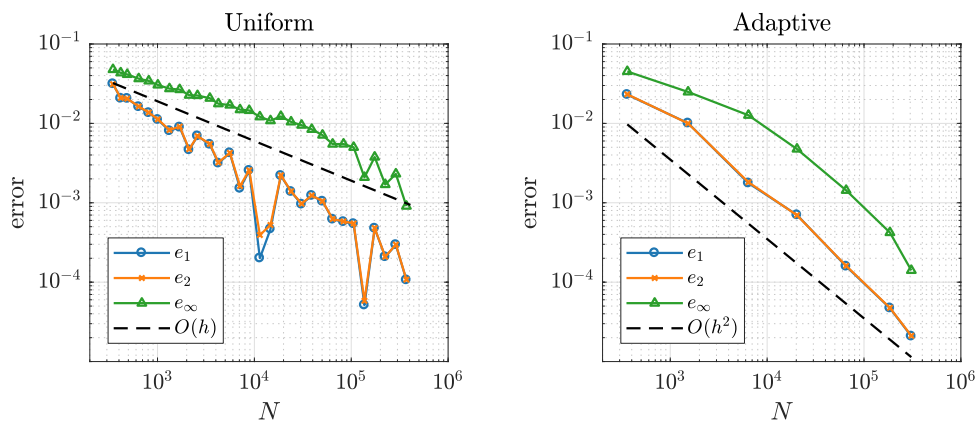 Uniform
10^{-1}
10^{-2}
10^{-3}
10^{-4}
error
e_1
e_2
e_∞
O(h)
10^3
10^4
10^5
10^6
N
Adaptive
10^{-1}
10^{-2}
10^{-3}
10^{-4}
error
e_1
e_2
e_∞
O(h^2)
10^3
10^4
10^5
10^6
N